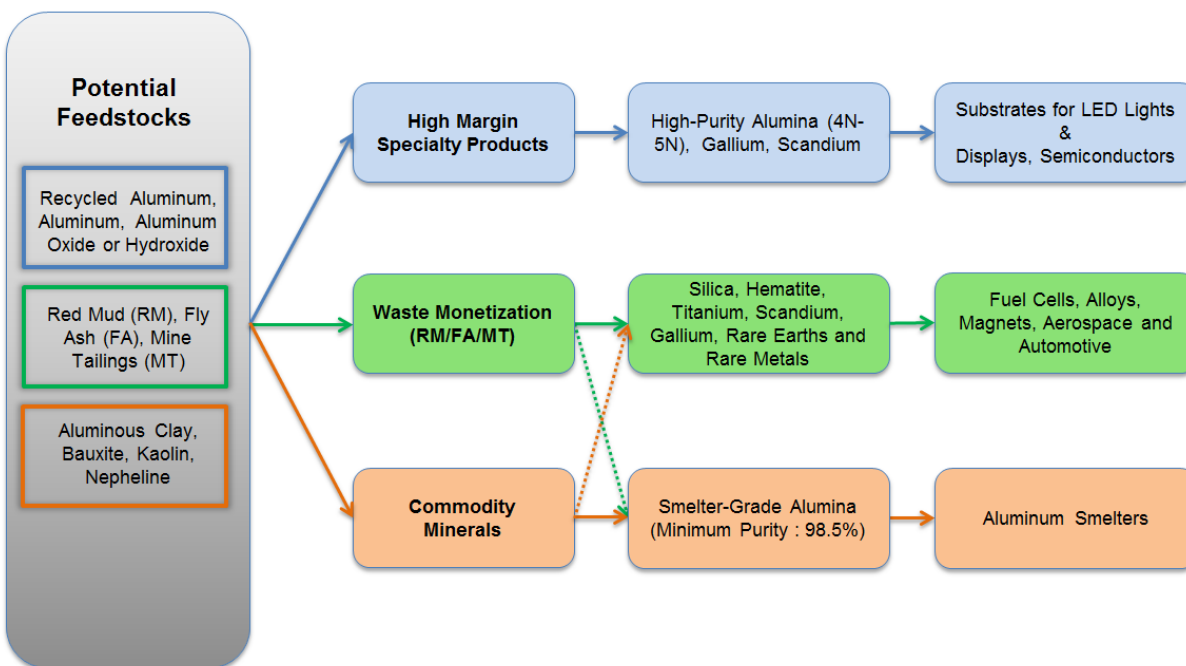 Potential
Feedstocks
Recycled Aluminum,
Aluminum, Aluminum
Oxide or Hydroxide
Red Mud (RM), Fly
Ash (FA), Mine
Tailings (MT)
Aluminous Clay,
Bauxite, Kaolin,
Nepheline
High Margin
Specialty Products
High-Purity Alumina (4N-
5N), Gallium, Scandium
Substrates for LED Lights
&
Displays, Semiconductors
Waste Monetization
(RM/FA/MT)
Silica, Hematite,
Titanium, Scandium,
Gallium, Rare Earths and
Rare Metals
Fuel Cells, Alloys,
Magnets, Aerospace and
Automotive
Commodity
Minerals
Smelter-Grade Alumina
(Minimum Purity : 98.5%)
Aluminum Smelters